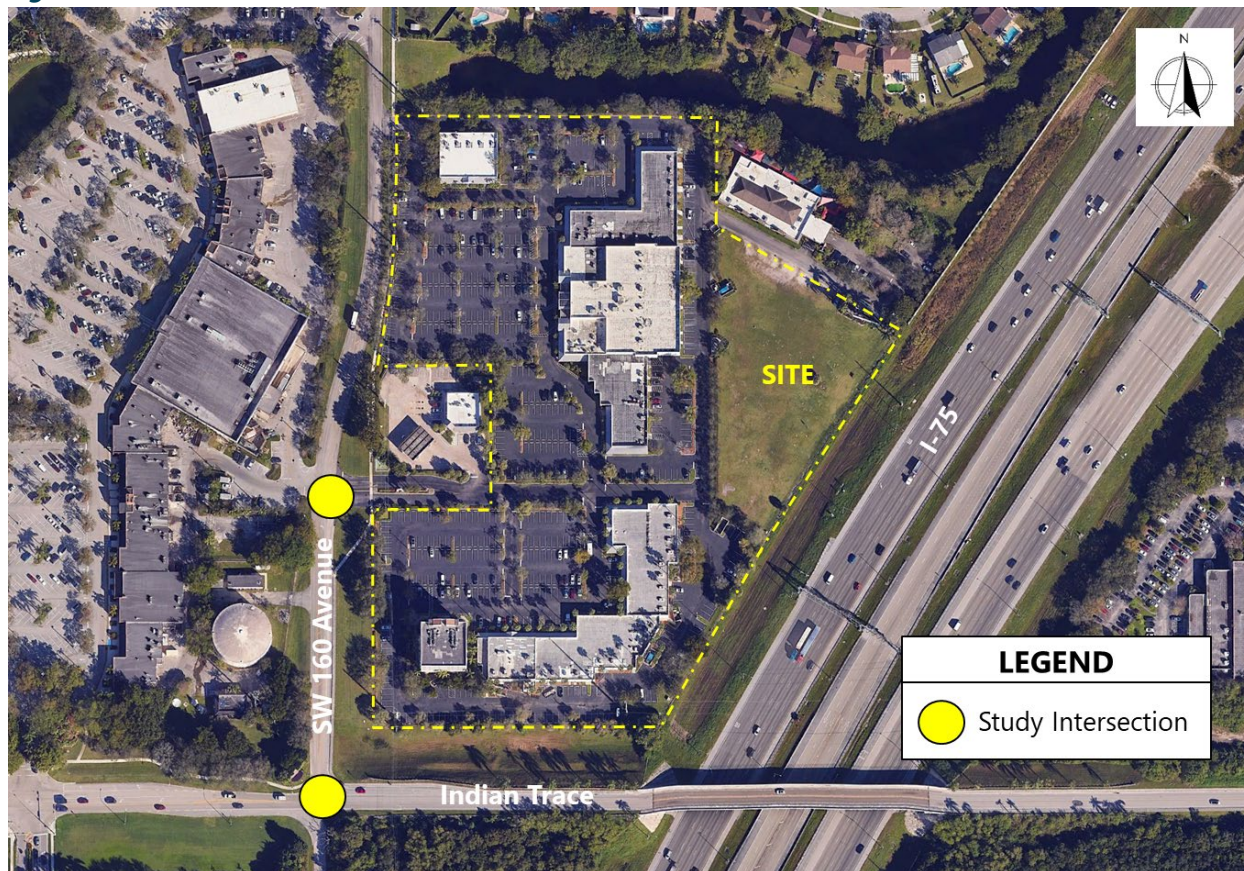 N
SITE
I-75
SW 160 Avenue
LEGEND
Study Intersection
Indian Trace